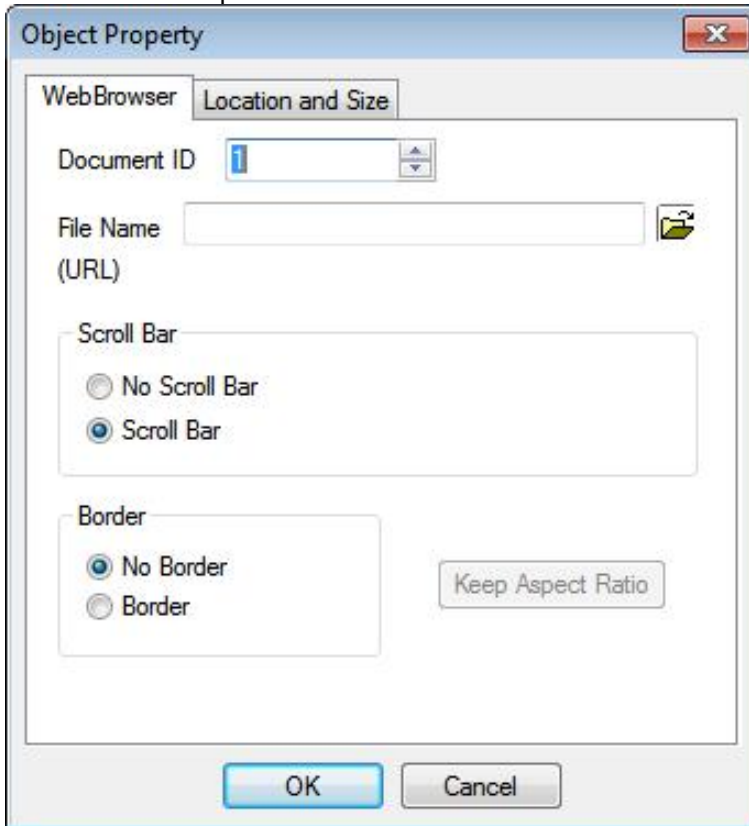 Object Property
WebBrowser Location and Size
Document ID 1
File Name
(URL)
Scroll Bar
No Scroll Bar
Scroll Bar
Border
No Border
Border
Keep Aspect Ratio
OK Cancel